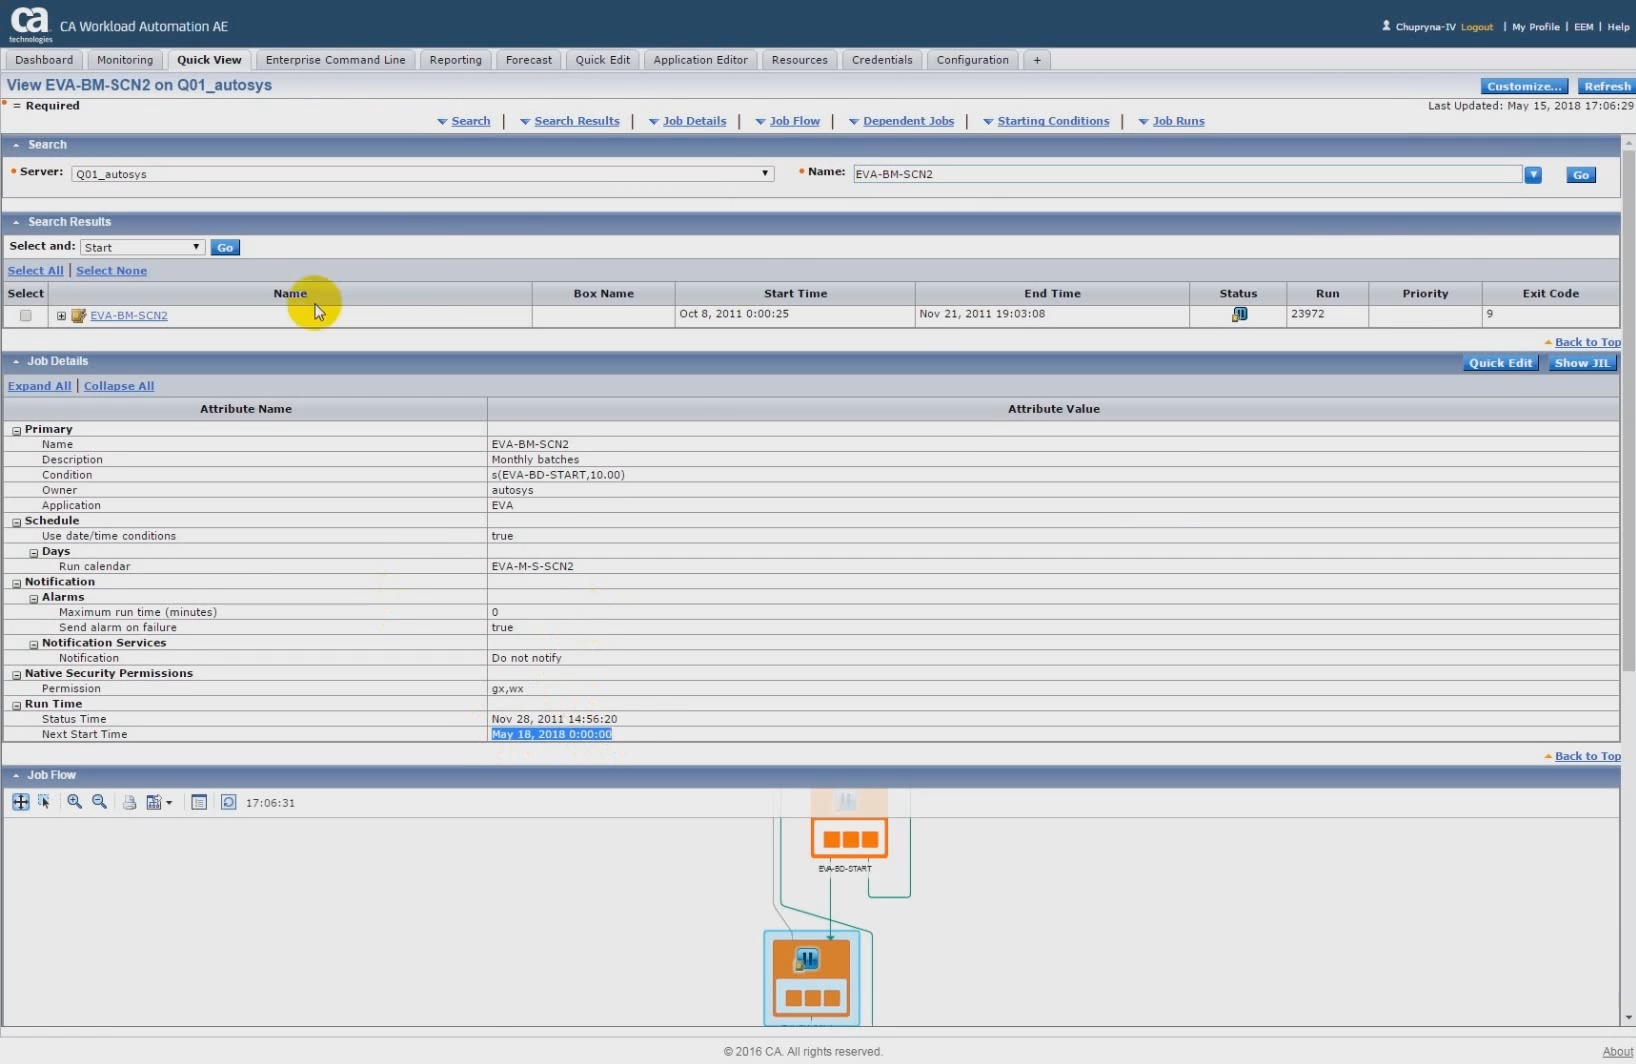 ca
technologies
CA Workload Automation AE
Chupryna-IV Logout | My Profile | EEM | Help
Dashboard Monitoring Quick View Enterprise Command Line Reporting Forecast Quick Edit Application Editor Resources Credentials Configuration +
View EVA-BM-SCN2 on Q01_autosys
Customize... Refresh
= Required
Last Updated: May 15, 2018 17:06:29
Search | Search Results | Job Details | Job Flow | Dependent Jobs | Starting Conditions | Job Runs
Search
Server: Q01_autosys Name: EVA-BM-SCN2 Go
Search Results
Select and: Start Go
Select All | Select None
Select Name Box Name Start Time End Time Status Run Priority Exit Code
EVA-BM-SCN2 Oct 8, 2011 0:00:25 Nov 21, 2011 19:03:08 23972 9
Back to Top
Job Details
Quick Edit Show JIL
Expand All | Collapse All
Attribute Name Attribute Value
Primary
Name EVA-BM-SCN2
Description Monthly batches
Condition s(EVA-BD-START,10.00)
Owner autosys
Application EVA
Schedule
Use date/time conditions true
Days
Run calendar EVA-M-S-SCN2
Notification
Alarms
Maximum run time (minutes) 0
Send alarm on failure true
Notification Services
Notification Do not notify
Native Security Permissions
Permission gx,wx
Run Time
Status Time Nov 28, 2011 14:56:20
Next Start Time May 18, 2018 0:00:00
Back to Top
Job Flow
17:06:31
EVA-BD-START
© 2016 CA. All rights reserved.
About